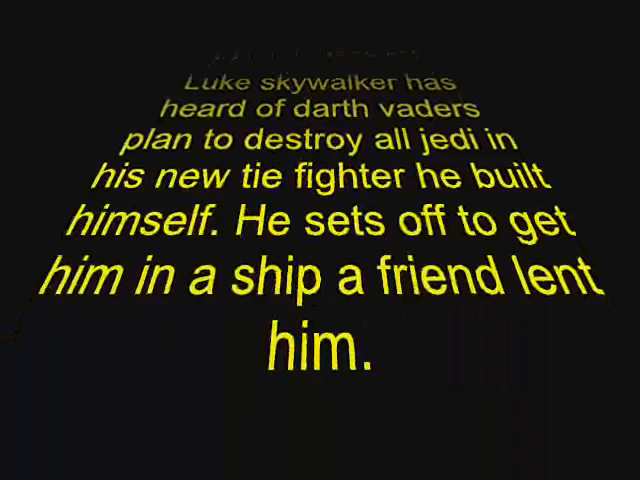 Luke skywalker has
heard of darth vaders
plan to destroy all jedi in
his new tie fighter he built
himself. He sets off to get
him in a ship a friend lent
him.